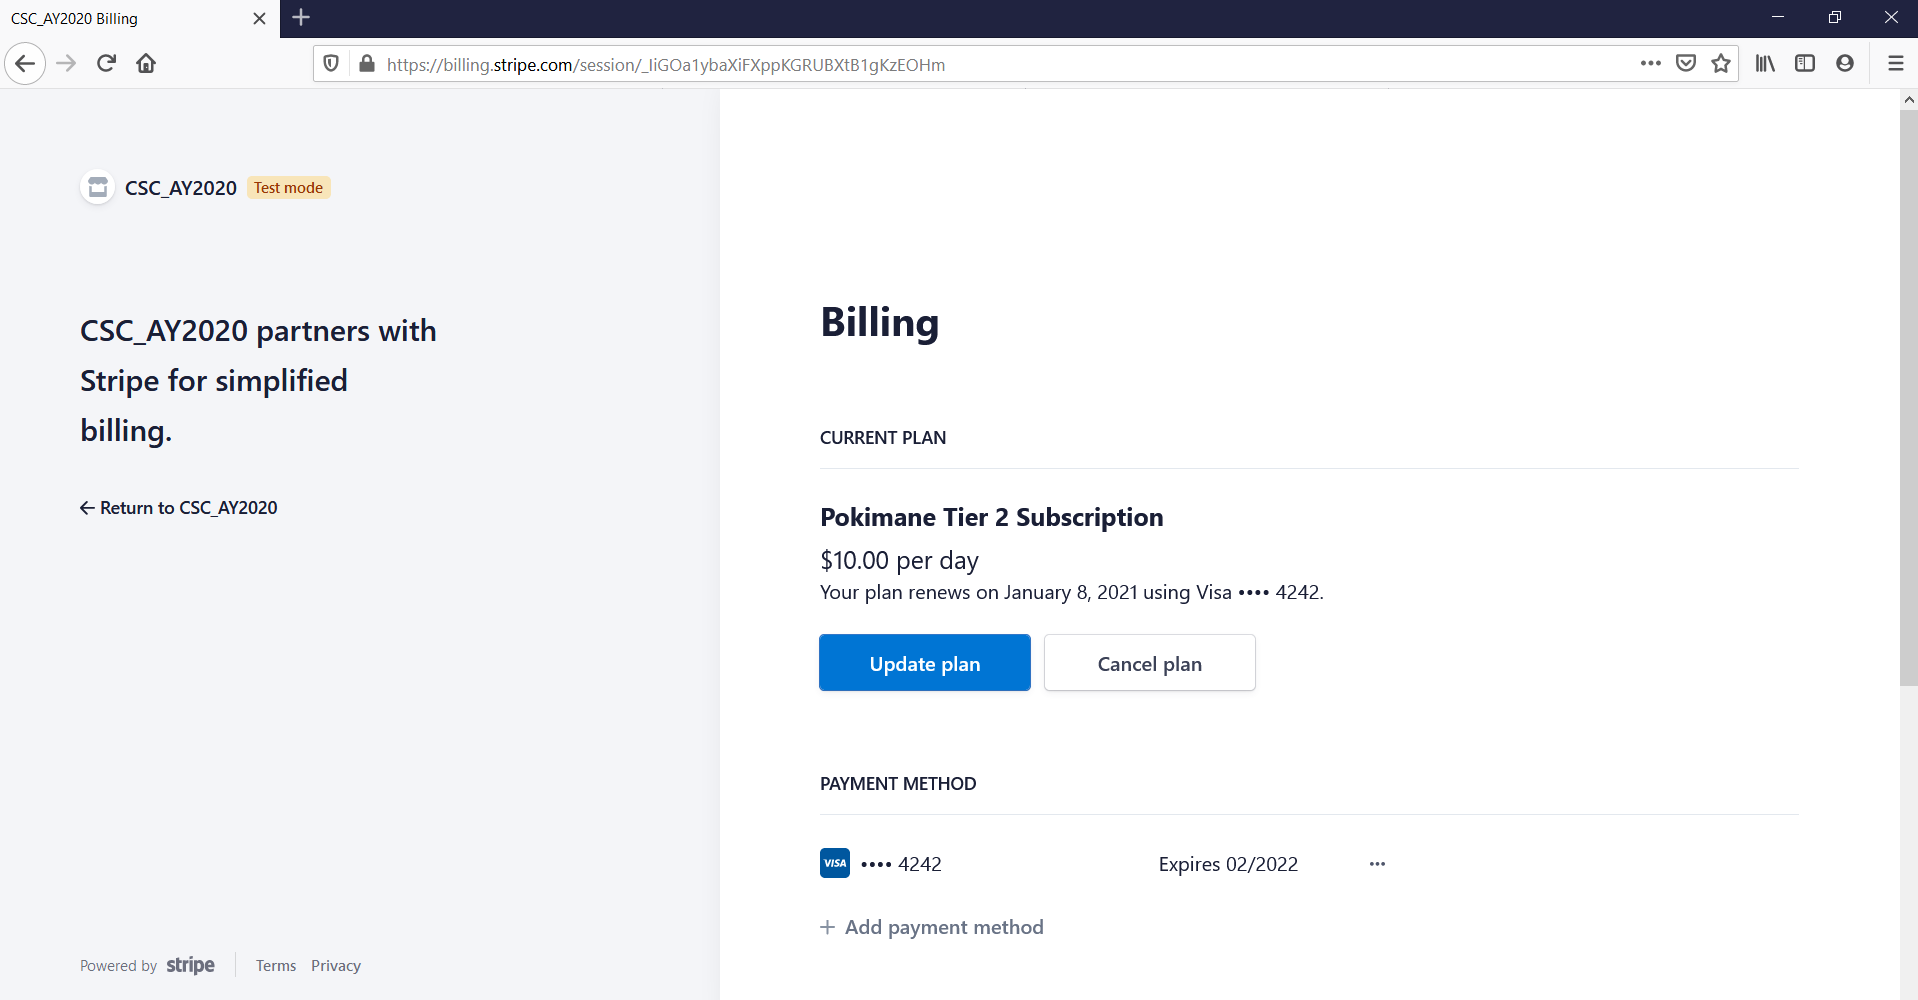 CSC_AY2020 Billing
https://billing.stripe.com/session/_IiGOa1ybaXiFXppKGRUBXtB1gKzEOHm
CSC_AY2020 Test mode
CSC_AY2020 partners with
Stripe for simplified
billing.
← Return to CSC_AY2020
Powered by stripe
Terms Privacy
Billing
CURRENT PLAN
Pokimane Tier 2 Subscription
$10.00 per day
Your plan renews on January 8, 2021 using Visa •••• 4242.
Update plan
Cancel plan
PAYMENT METHOD
VISA •••• 4242 Expires 02/2022 •••
+ Add payment method